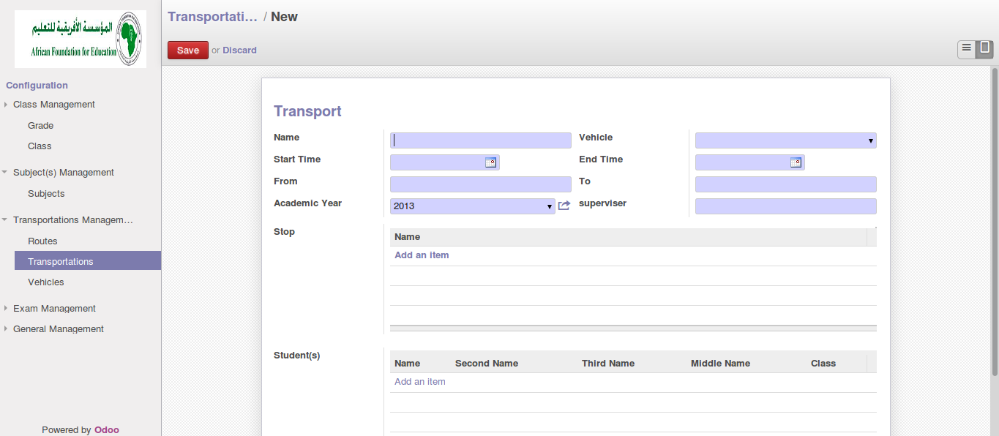 المؤسسة الأفريقية للتعليم
African Foundation for Education
Configuration
Class Management
Grade
Class
Subject(s) Management
Subjects
Transportations Managem…
Routes
Transportations
Vehicles
Exam Management
General Management
Powered by Odoo
Transportati… / New
Save or Discard
Transport
Name Vehicle
Start Time End Time
From To
Academic Year 2013 superviser
Stop Name
Add an item
Student(s) Name Second Name Third Name Middle Name Class
Add an item